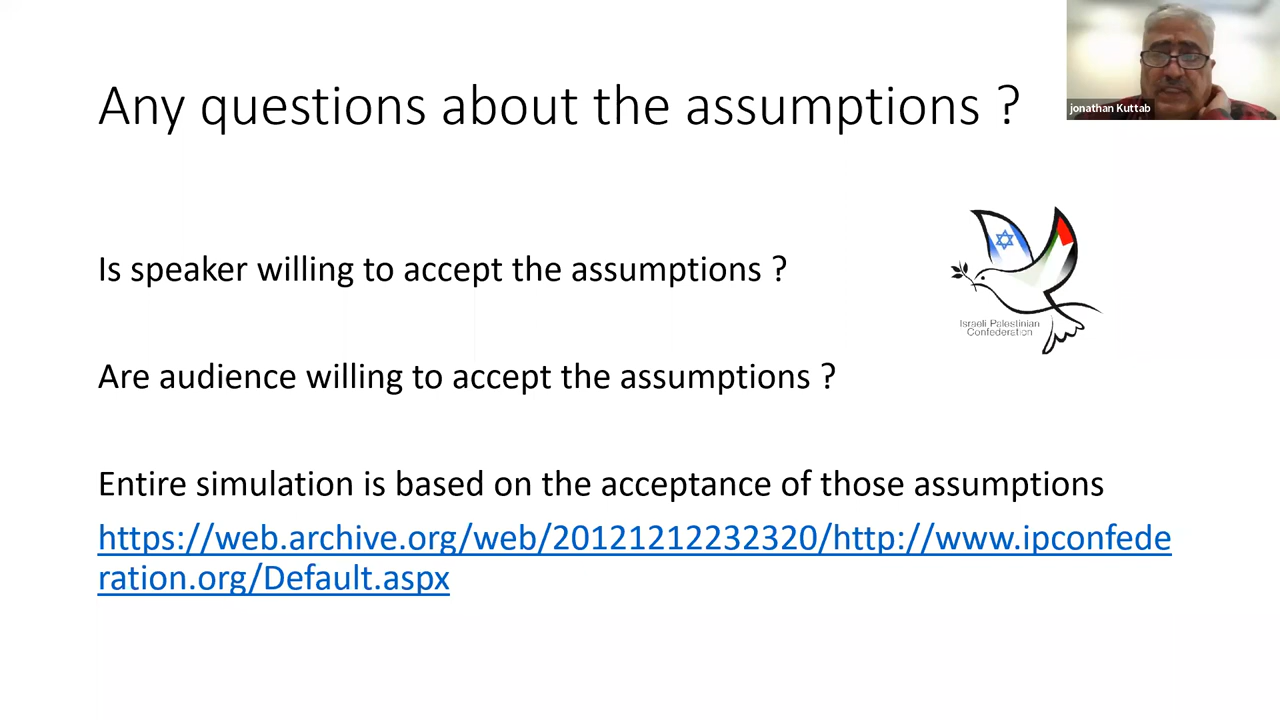 Any questions about the assumptions ?
jonathan Kuttab
Is speaker willing to accept the assumptions ?
Israeli Palestinian
Confederation
Are audience willing to accept the assumptions ?
Entire simulation is based on the acceptance of those assumptions
https://web.archive.org/web/20121212232320/http://www.ipconfede
ration.org/Default.aspx